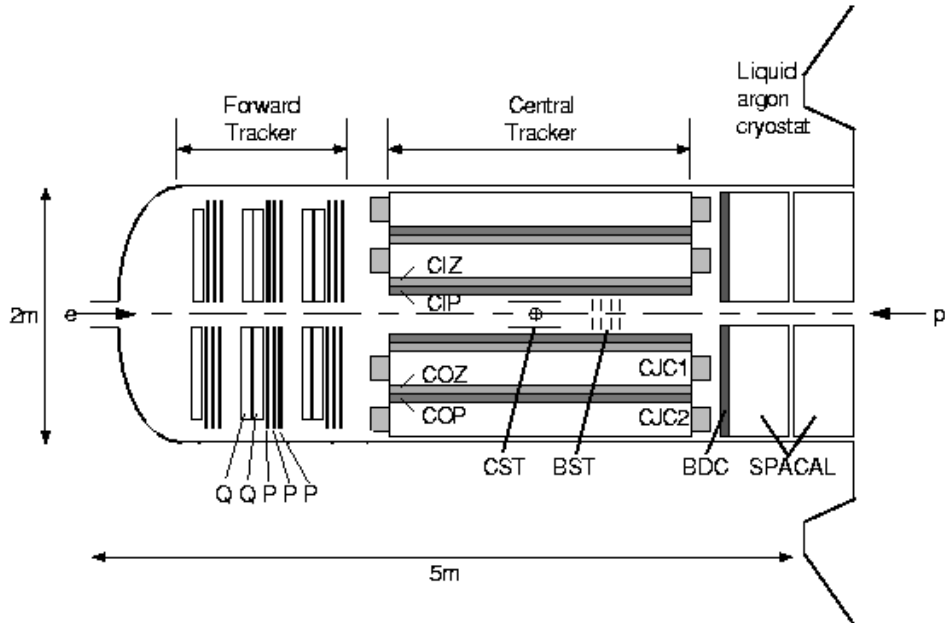 Liquid
argon
cryostat
Forward
Tracker
Central
Tracker
CIZ
CIP
2m
e
p
COZ
CJC1
COP
CJC2
CST
BST
BDC
SPACAL
Q Q P P P
5m